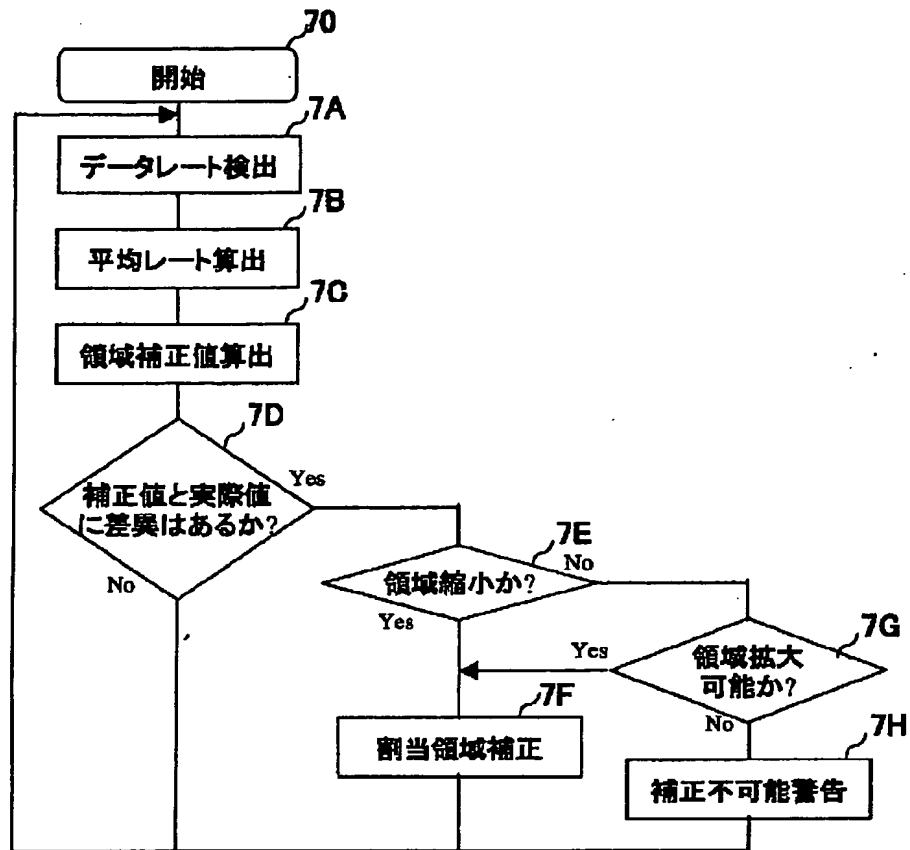 70
開始
7A
データレート検出
7B
平均レート算出
7C
領域補正値算出
7D
補正値と実際値
に差異はあるか?
Yes
No
7E
領域縮小か?
No
Yes
7G
領域拡大
可能か?
Yes
No
7F
割当領域補正
7H
補正不可能警告